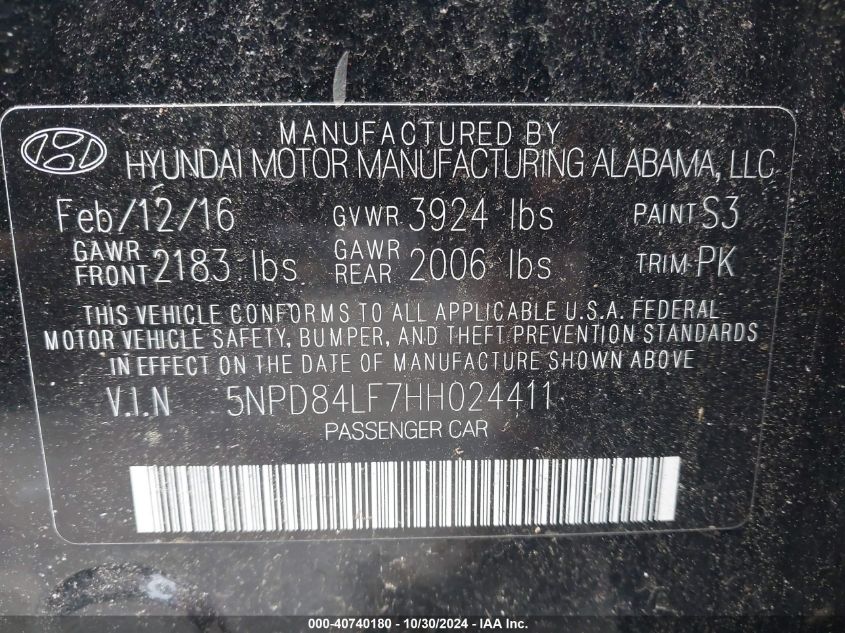 MANUFACTURED BY
HYUNDAI MOTOR MANUFACTURING ALABAMA, LLC
Feb/12/16 GVWR 3924 lbs PAINT S3
GAWR FRONT 2183 lbs GAWR REAR 2006 lbs TRIM: PK
THIS VEHICLE CONFORMS TO ALL APPLICABLE U.S.A. FEDERAL
MOTOR VEHICLE SAFETY, BUMPER, AND THEFT PREVENTION STANDARDS
IN EFFECT ON THE DATE OF MANUFACTURE SHOWN ABOVE
V.I.N 5NPD84LF7HH024411
PASSENGER CAR
000-40740180 - 10/30/2024 - IAA Inc.